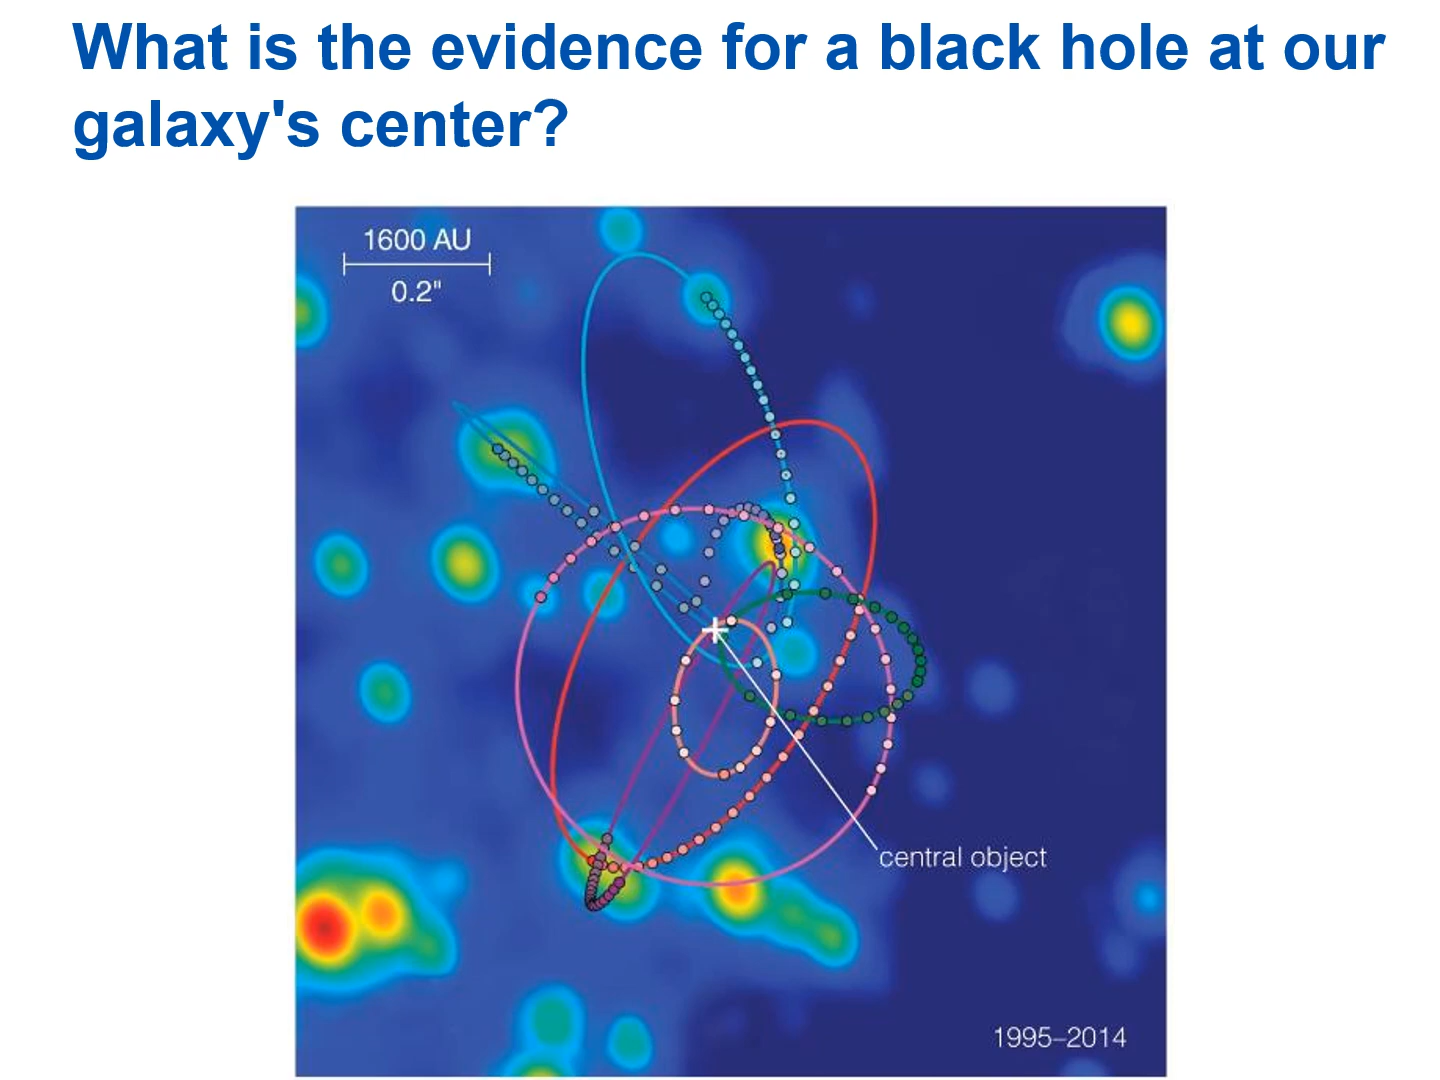 What is the evidence for a black hole at our
galaxy's center?
1600 AU
0.2"
central object
1995–2014